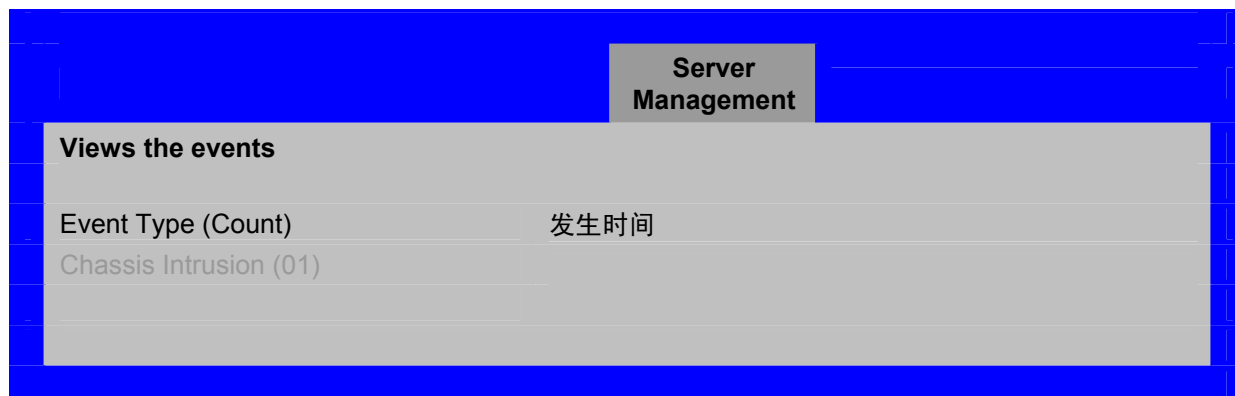 Server
Management
Views the events
Event Type (Count) 发生时间
Chassis Intrusion (01)